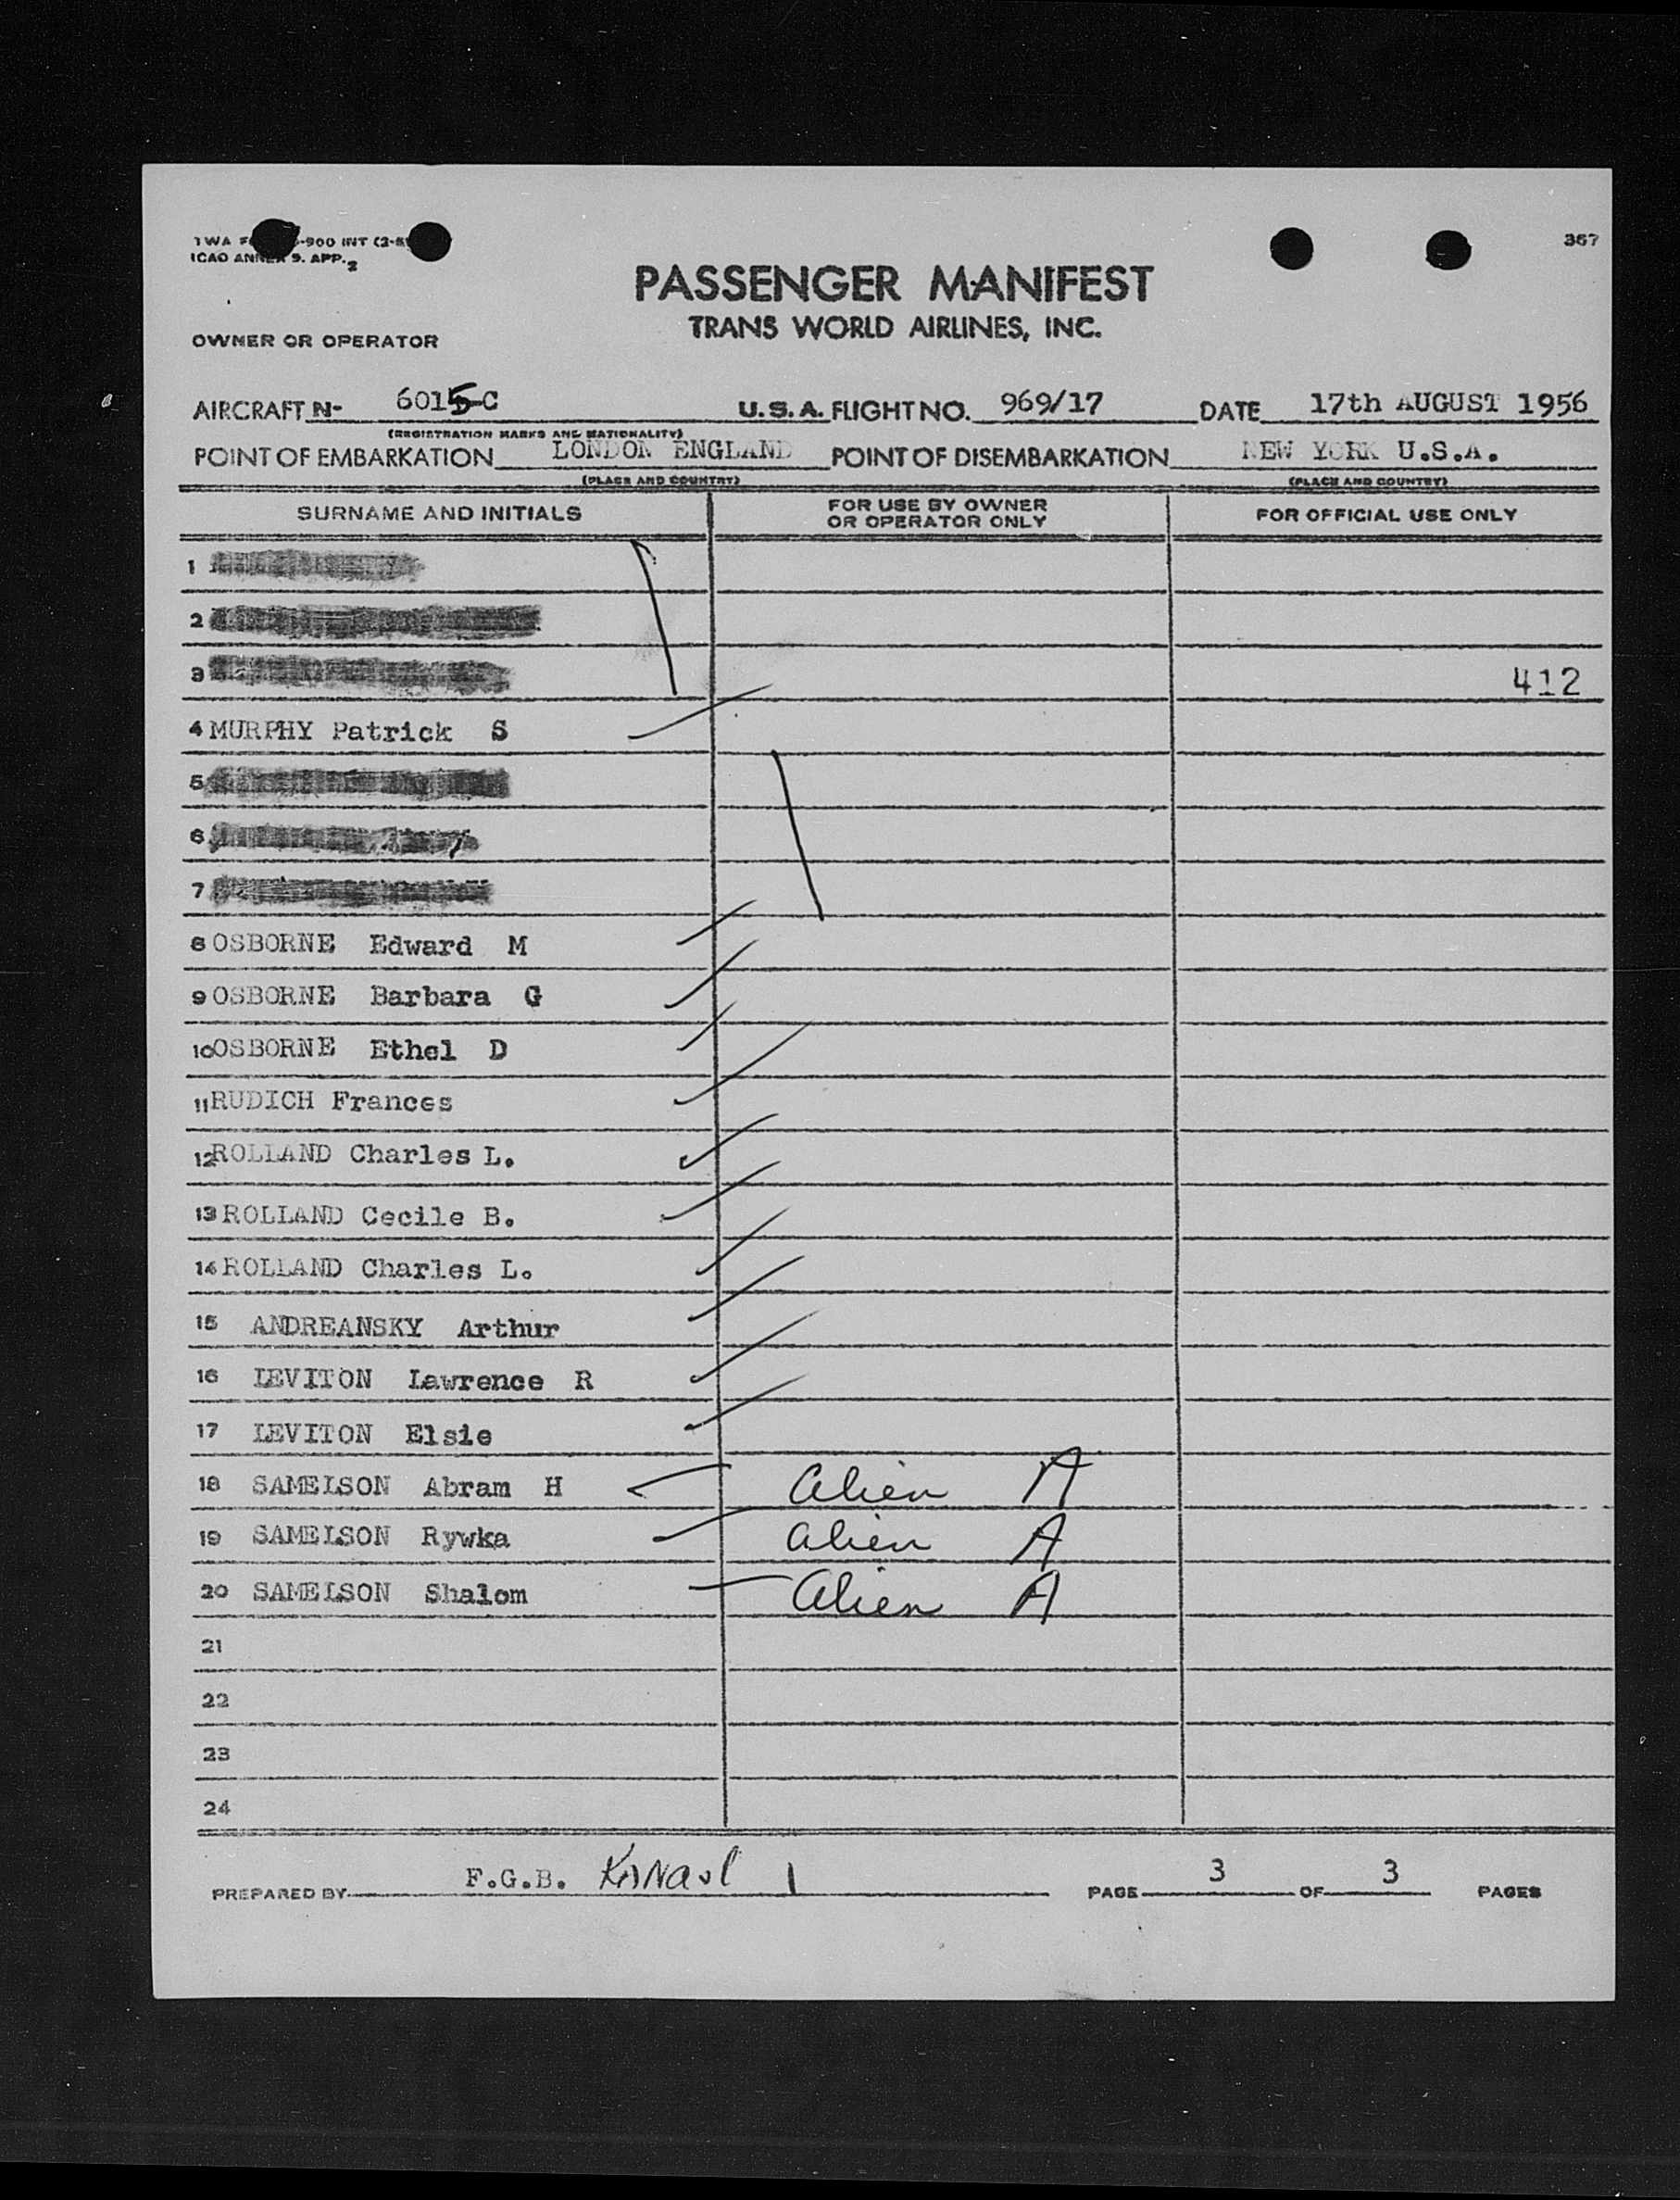 TWA F -900 INT (2-5
ICAO ANNEX 9. APP. 2
367
PASSENGER MANIFEST
TRANS WORLD AIRLINES, INC.
OWNER OR OPERATOR
AIRCRAFT N- 6015-C U.S.A. FLIGHT NO. 969/17 DATE 17th AUGUST 1956
(REGISTRATION MARKS AND NATIONALITY)
POINT OF EMBARKATION LONDON ENGLAND POINT OF DISEMBARKATION NEW YORK U.S.A.
(PLACE AND COUNTRY) (PLACE AND COUNTRY)
SURNAME AND INITIALS FOR USE BY OWNER OR OPERATOR ONLY FOR OFFICIAL USE ONLY
1
2
3 412
4 MURPHY Patrick S
5
6
7
8 OSBORNE Edward M
9 OSBORNE Barbara G
10 OSBORNE Ethel D
11 RUDICH Frances
12 ROLLAND Charles L.
13 ROLLAND Cecile B.
14 ROLLAND Charles L.
15 ANDREANSKY Arthur
16 LEVITON Lawrence R
17 LEVITON Elsie
18 SAMELSON Abram H Alien A
19 SAMELSON Rywka Alien A
20 SAMELSON Shalom Alien A
21
22
23
24
PREPARED BY F.G.B. PAGE 3 OF 3 PAGES